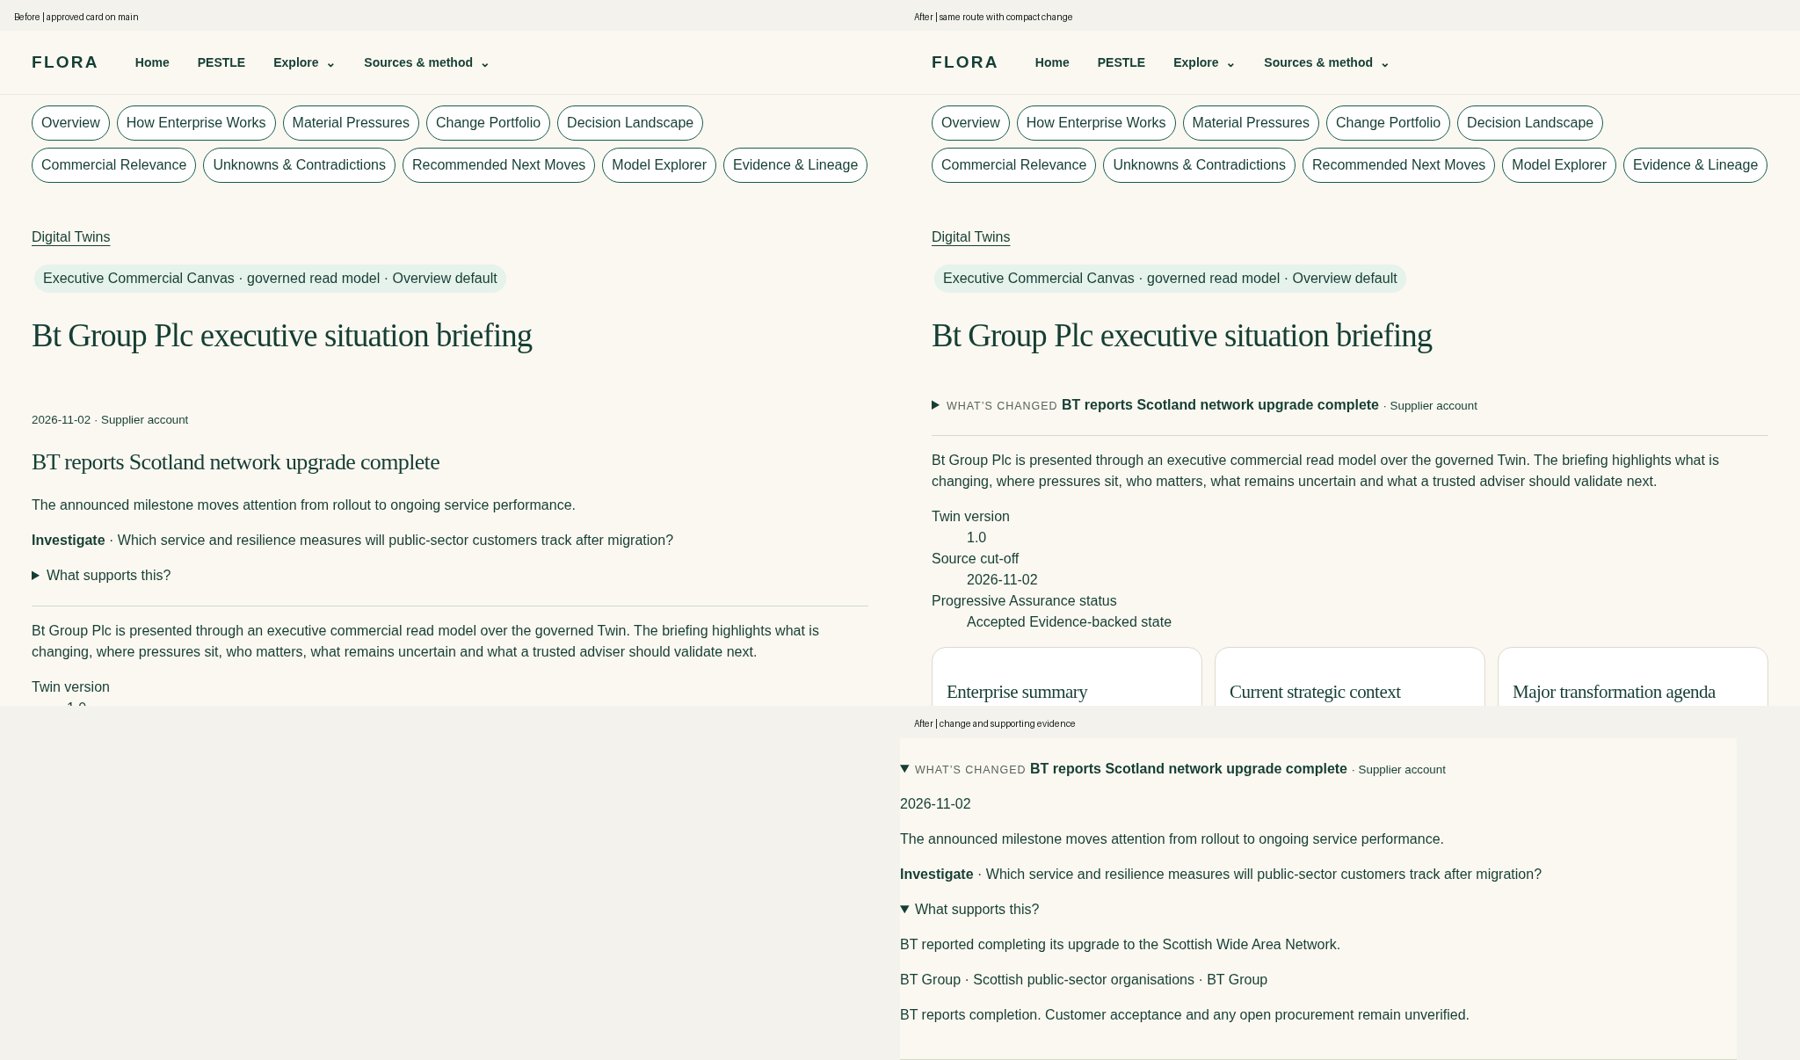 Before | approved card on main
FLORA Home PESTLE Explore Sources & method
Overview How Enterprise Works Material Pressures Change Portfolio Decision Landscape
Commercial Relevance Unknowns & Contradictions Recommended Next Moves Model Explorer Evidence & Lineage
Digital Twins
Executive Commercial Canvas · governed read model · Overview default
Bt Group Plc executive situation briefing
2026-11-02 · Supplier account
BT reports Scotland network upgrade complete
The announced milestone moves attention from rollout to ongoing service performance.
Investigate · Which service and resilience measures will public-sector customers track after migration?
▶ What supports this?
Bt Group Plc is presented through an executive commercial read model over the governed Twin. The briefing highlights what is
changing, where pressures sit, who matters, what remains uncertain and what a trusted adviser should validate next.
Twin version
1.0
After | same route with compact change
FLORA Home PESTLE Explore Sources & method
Overview How Enterprise Works Material Pressures Change Portfolio Decision Landscape
Commercial Relevance Unknowns & Contradictions Recommended Next Moves Model Explorer Evidence & Lineage
Digital Twins
Executive Commercial Canvas · governed read model · Overview default
Bt Group Plc executive situation briefing
▶ WHAT'S CHANGED BT reports Scotland network upgrade complete · Supplier account
Bt Group Plc is presented through an executive commercial read model over the governed Twin. The briefing highlights what is
changing, where pressures sit, who matters, what remains uncertain and what a trusted adviser should validate next.
Twin version
1.0
Source cut-off
2026-11-02
Progressive Assurance status
Accepted Evidence-backed state
Enterprise summary Current strategic context Major transformation agenda
After | change and supporting evidence
▼ WHAT'S CHANGED BT reports Scotland network upgrade complete · Supplier account
2026-11-02
The announced milestone moves attention from rollout to ongoing service performance.
Investigate · Which service and resilience measures will public-sector customers track after migration?
▼ What supports this?
BT reported completing its upgrade to the Scottish Wide Area Network.
BT Group · Scottish public-sector organisations · BT Group
BT reports completion. Customer acceptance and any open procurement remain unverified.